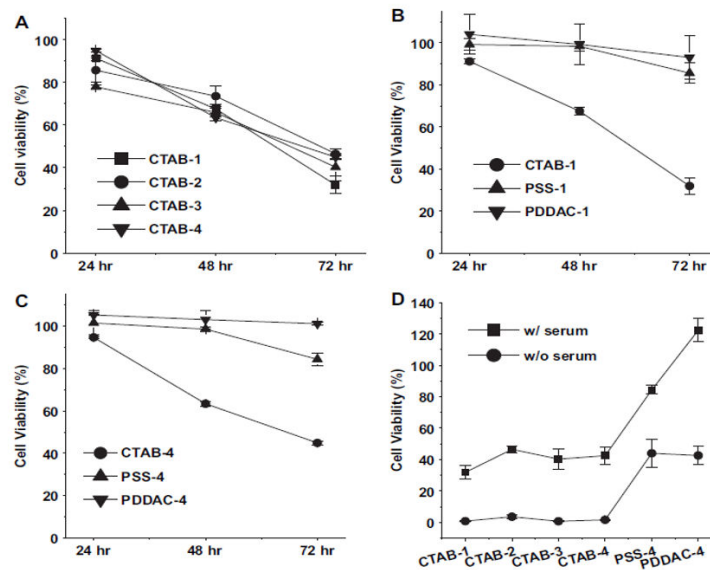 A
Cell viability (%)
100
80
60
40
20
0
CTAB-1
CTAB-2
CTAB-3
CTAB-4
24 hr 48 hr 72 hr
B
Cell viability (%)
100
80
60
40
20
0
CTAB-1
PSS-1
PDDAC-1
24 hr 48 hr 72 hr
C
Cell Viability (%)
100
80
60
40
20
0
CTAB-4
PSS-4
PDDAC-4
24 hr 48 hr 72 hr
D
Cell Viability (%)
140
120
100
80
60
40
20
0
w/ serum
w/o serum
CTAB-1 CTAB-2 CTAB-3 CTAB-4 PSS-4 PDDAC-4